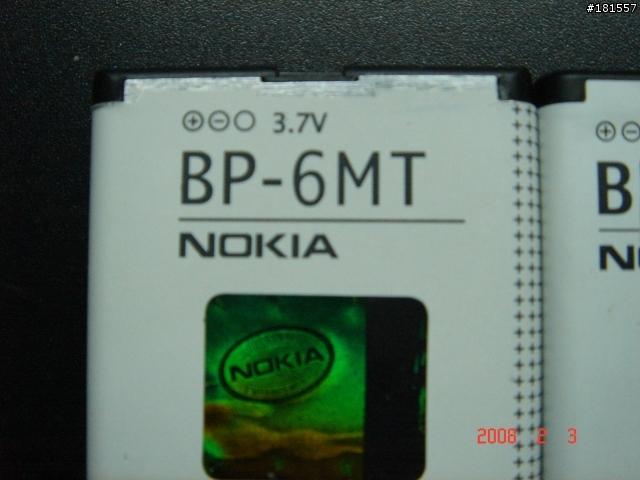 #181557
⊕⊖○ 3.7V
BP-6MT
NOKIA
NOKIA
⊕⊖
B
N
2008 2 3